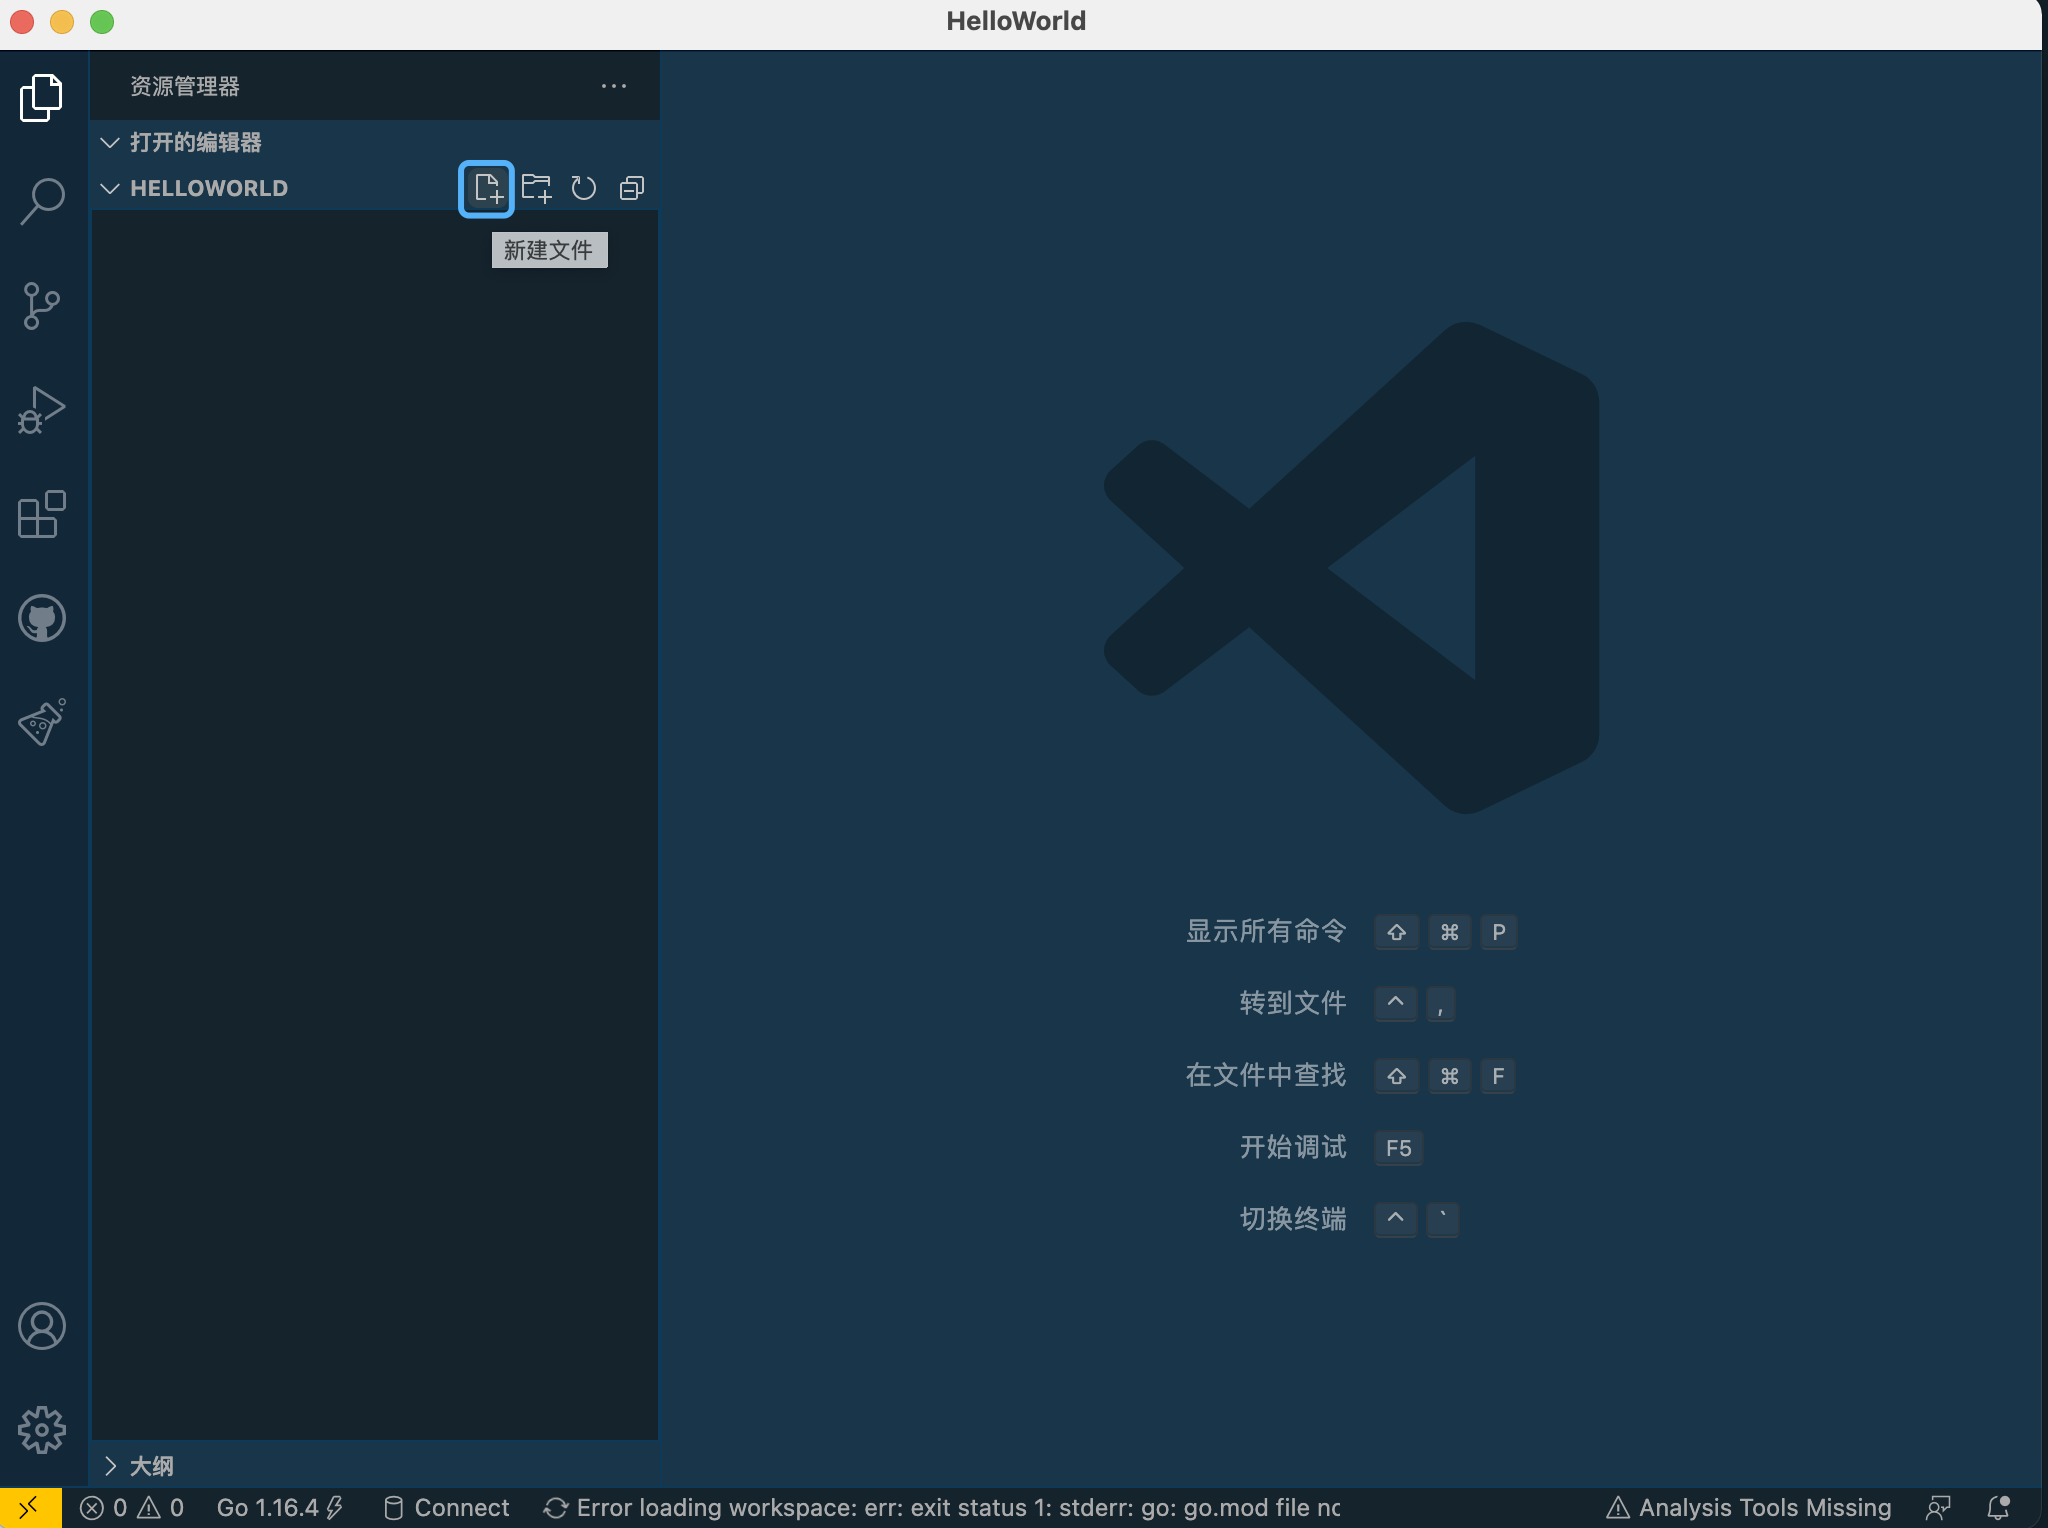 HelloWorld
资源管理器
打开的编辑器
HELLOWORLD
新建文件
显示所有命令 ⇧ ⌘ P
转到文件 ^ ,
在文件中查找 ⇧ ⌘ F
开始调试 F5
切换终端 ^ `
大纲
0 0 Go 1.16.4 Connect Error loading workspace: err: exit status 1: stderr: go: go.mod file Analysis Tools Missing